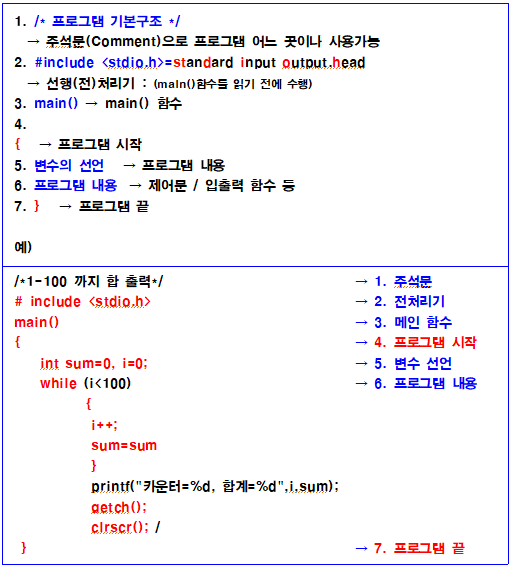 1. /* 프로그램 기본구조 */
→ 주석문(Comment)으로 프로그램 어느 곳이나 사용가능
2. #include <stdio.h>=standard input output.head
→ 선행(전)처리기 : (main()함수를 읽기 전에 수행)
3. main() → main() 함수
4.
{ → 프로그램 시작
5. 변수의 선언 → 프로그램 내용
6. 프로그램 내용 → 제어문 / 입출력 함수 등
7. } → 프로그램 끝
예)
/*1-100 까지 합 출력*/ → 1. 주석문
# include <stdio.h> → 2. 전처리기
main() → 3. 메인 함수
{ → 4. 프로그램 시작
int sum=0, i=0; → 5. 변수 선언
while (i<100) → 6. 프로그램 내용
{
i++;
sum=sum
}
printf("카운터=%d, 합계=%d",i,sum);
getch();
clrscr(); /
} → 7. 프로그램 끝